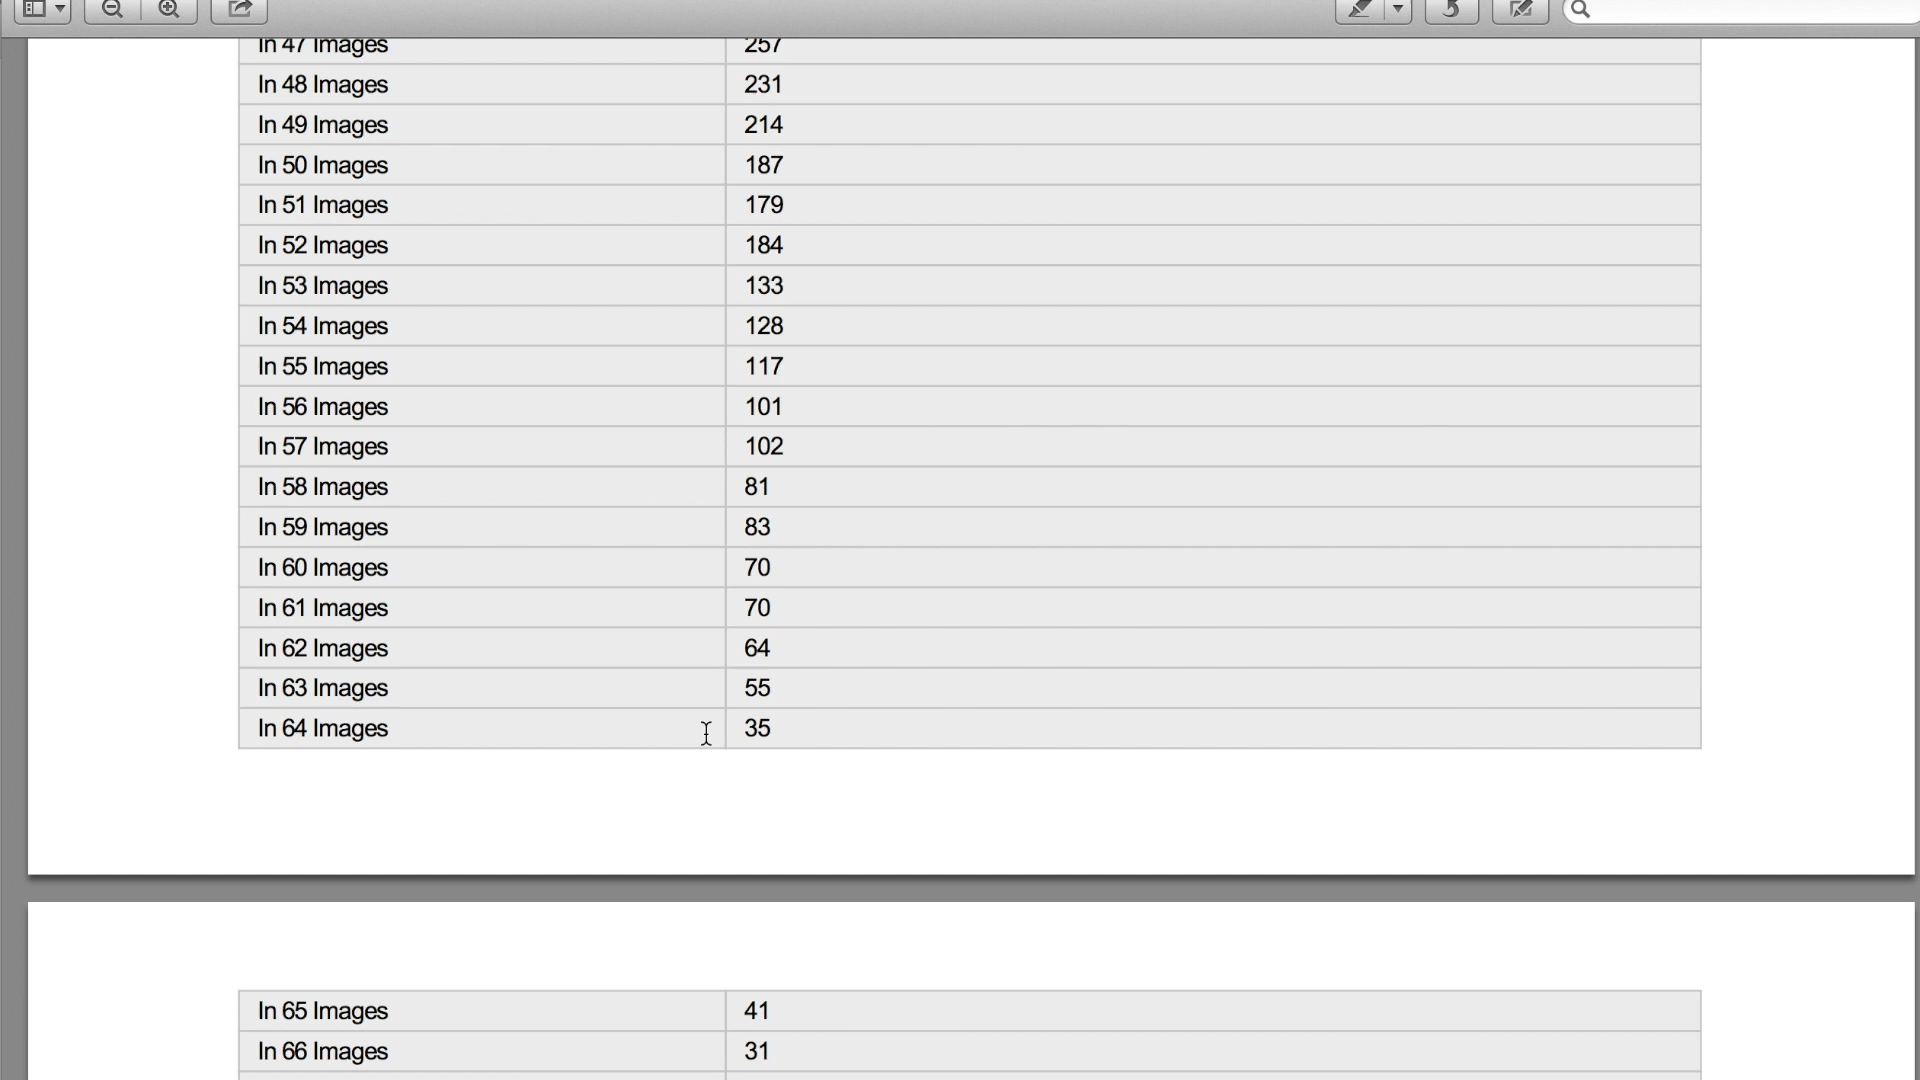 In 47 Images 257
In 48 Images 231
In 49 Images 214
In 50 Images 187
In 51 Images 179
In 52 Images 184
In 53 Images 133
In 54 Images 128
In 55 Images 117
In 56 Images 101
In 57 Images 102
In 58 Images 81
In 59 Images 83
In 60 Images 70
In 61 Images 70
In 62 Images 64
In 63 Images 55
In 64 Images 35
In 65 Images 41
In 66 Images 31